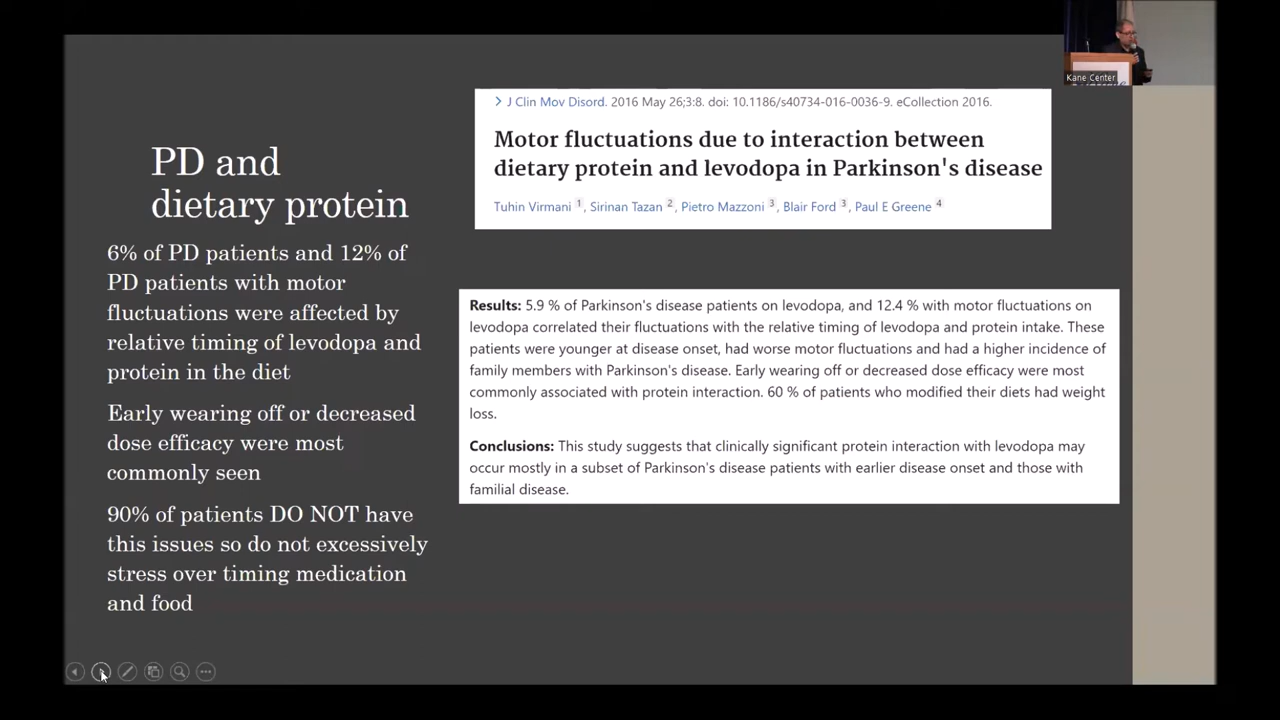 Kane Center
> J Clin Mov Disord. 2016 May 26;3:8. doi: 10.1186/s40734-016-0036-9. eCollection 2016.
Motor fluctuations due to interaction between
dietary protein and levodopa in Parkinson's disease
Tuhin Virmani 1, Sirinan Tazan 2, Pietro Mazzoni 3, Blair Ford 3, Paul E Greene 4
PD and
dietary protein
6% of PD patients and 12% of
PD patients with motor
fluctuations were affected by
relative timing of levodopa and
protein in the diet
Early wearing off or decreased
dose efficacy were most
commonly seen
90% of patients DO NOT have
this issues so do not excessively
stress over timing medication
and food
Results: 5.9 % of Parkinson's disease patients on levodopa, and 12.4 % with motor fluctuations on
levodopa correlated their fluctuations with the relative timing of levodopa and protein intake. These
patients were younger at disease onset, had worse motor fluctuations and had a higher incidence of
family members with Parkinson's disease. Early wearing off or decreased dose efficacy were most
commonly associated with protein interaction. 60 % of patients who modified their diets had weight
loss.
Conclusions: This study suggests that clinically significant protein interaction with levodopa may
occur mostly in a subset of Parkinson's disease patients with earlier disease onset and those with
familial disease.